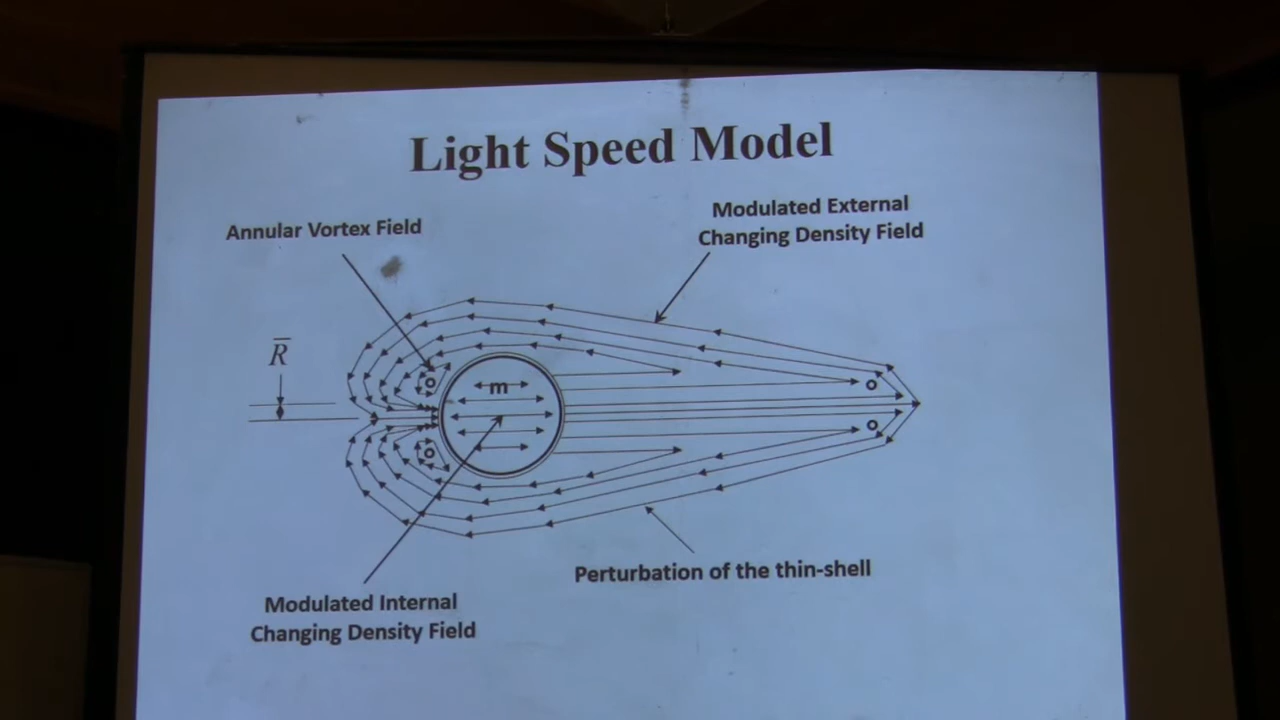 Light Speed Model
Annular Vortex Field
Modulated External
Changing Density Field
R̅
m
Perturbation of the thin-shell
Modulated Internal
Changing Density Field